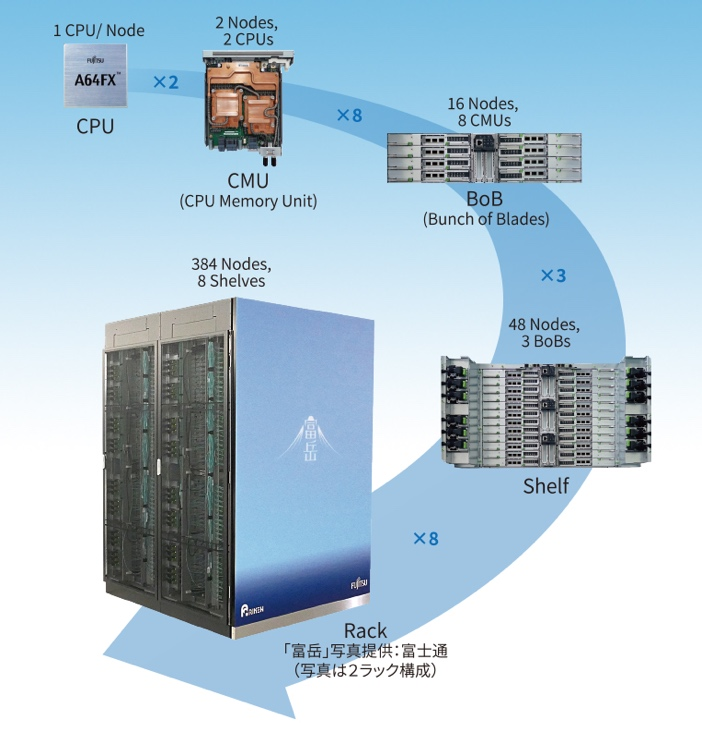 1 CPU/ Node
FUJITSU
A64FX™
CPU
×2
2 Nodes,
2 CPUs
CMU
(CPU Memory Unit)
×8
16 Nodes,
8 CMUs
BoB
(Bunch of Blades)
×3
48 Nodes,
3 BoBs
Shelf
×8
384 Nodes,
8 Shelves
富岳
FUJITSU
RIKEN
Rack
「富岳」写真提供：富士通
（写真は２ラック構成）